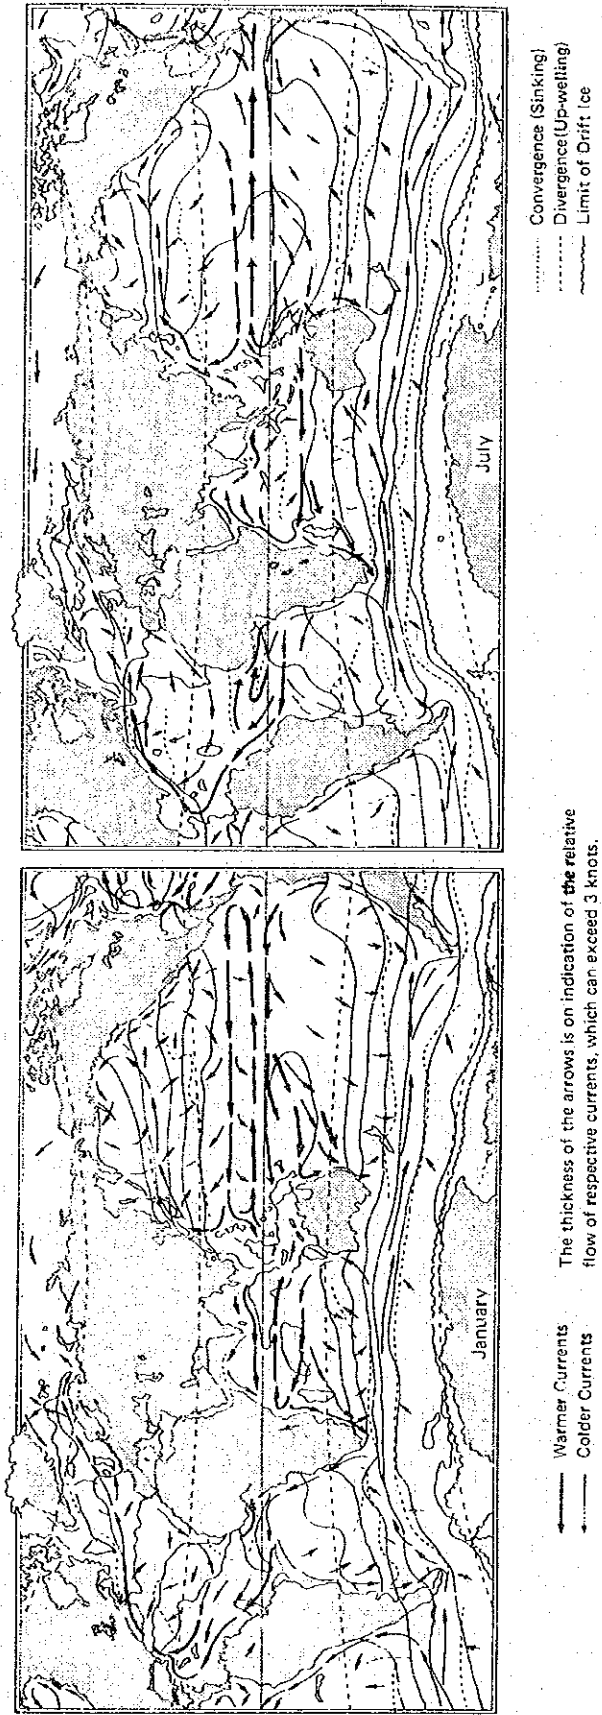 January
July
Warmer Currents
Colder Currents
The thickness of the arrows is on indication of the relative
flow of respective currents, which can exceed 3 knots.
Convergence (Sinking)
Divergence(Up-welling)
Limit of Drift Ice